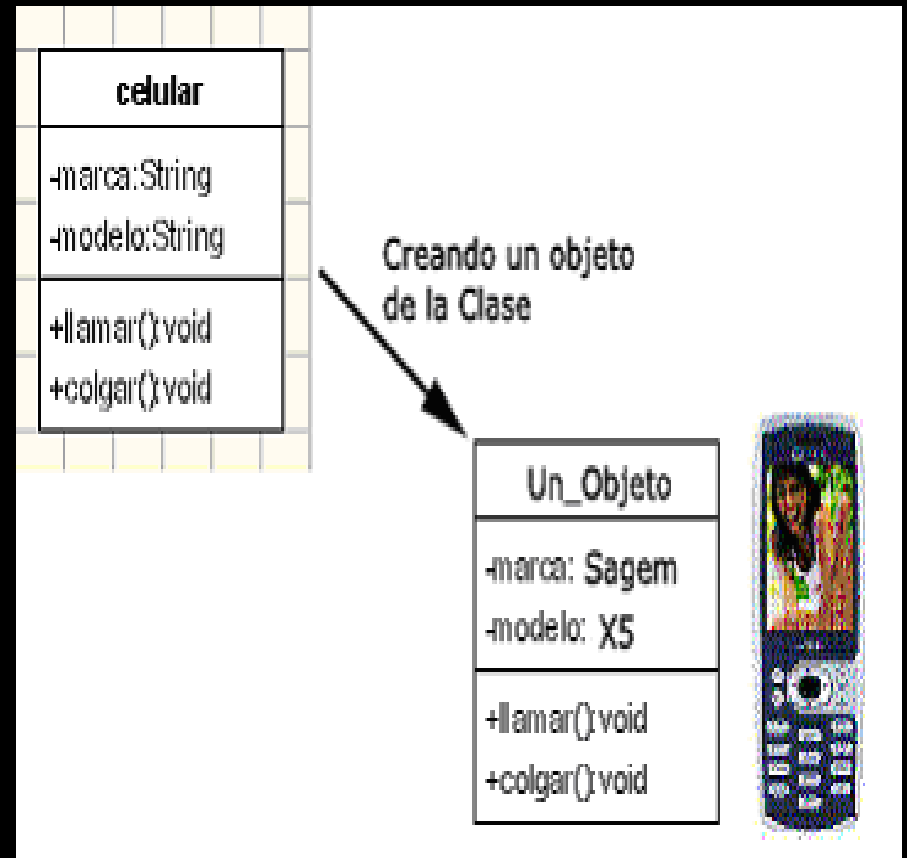 celular
-marca:String
-modelo:String
+llamar():void
+colgar():void
Creando un objeto
de la Clase
Un_Objeto
-marca: Sagem
-modelo: X5
+llamar():void
+colgar():void